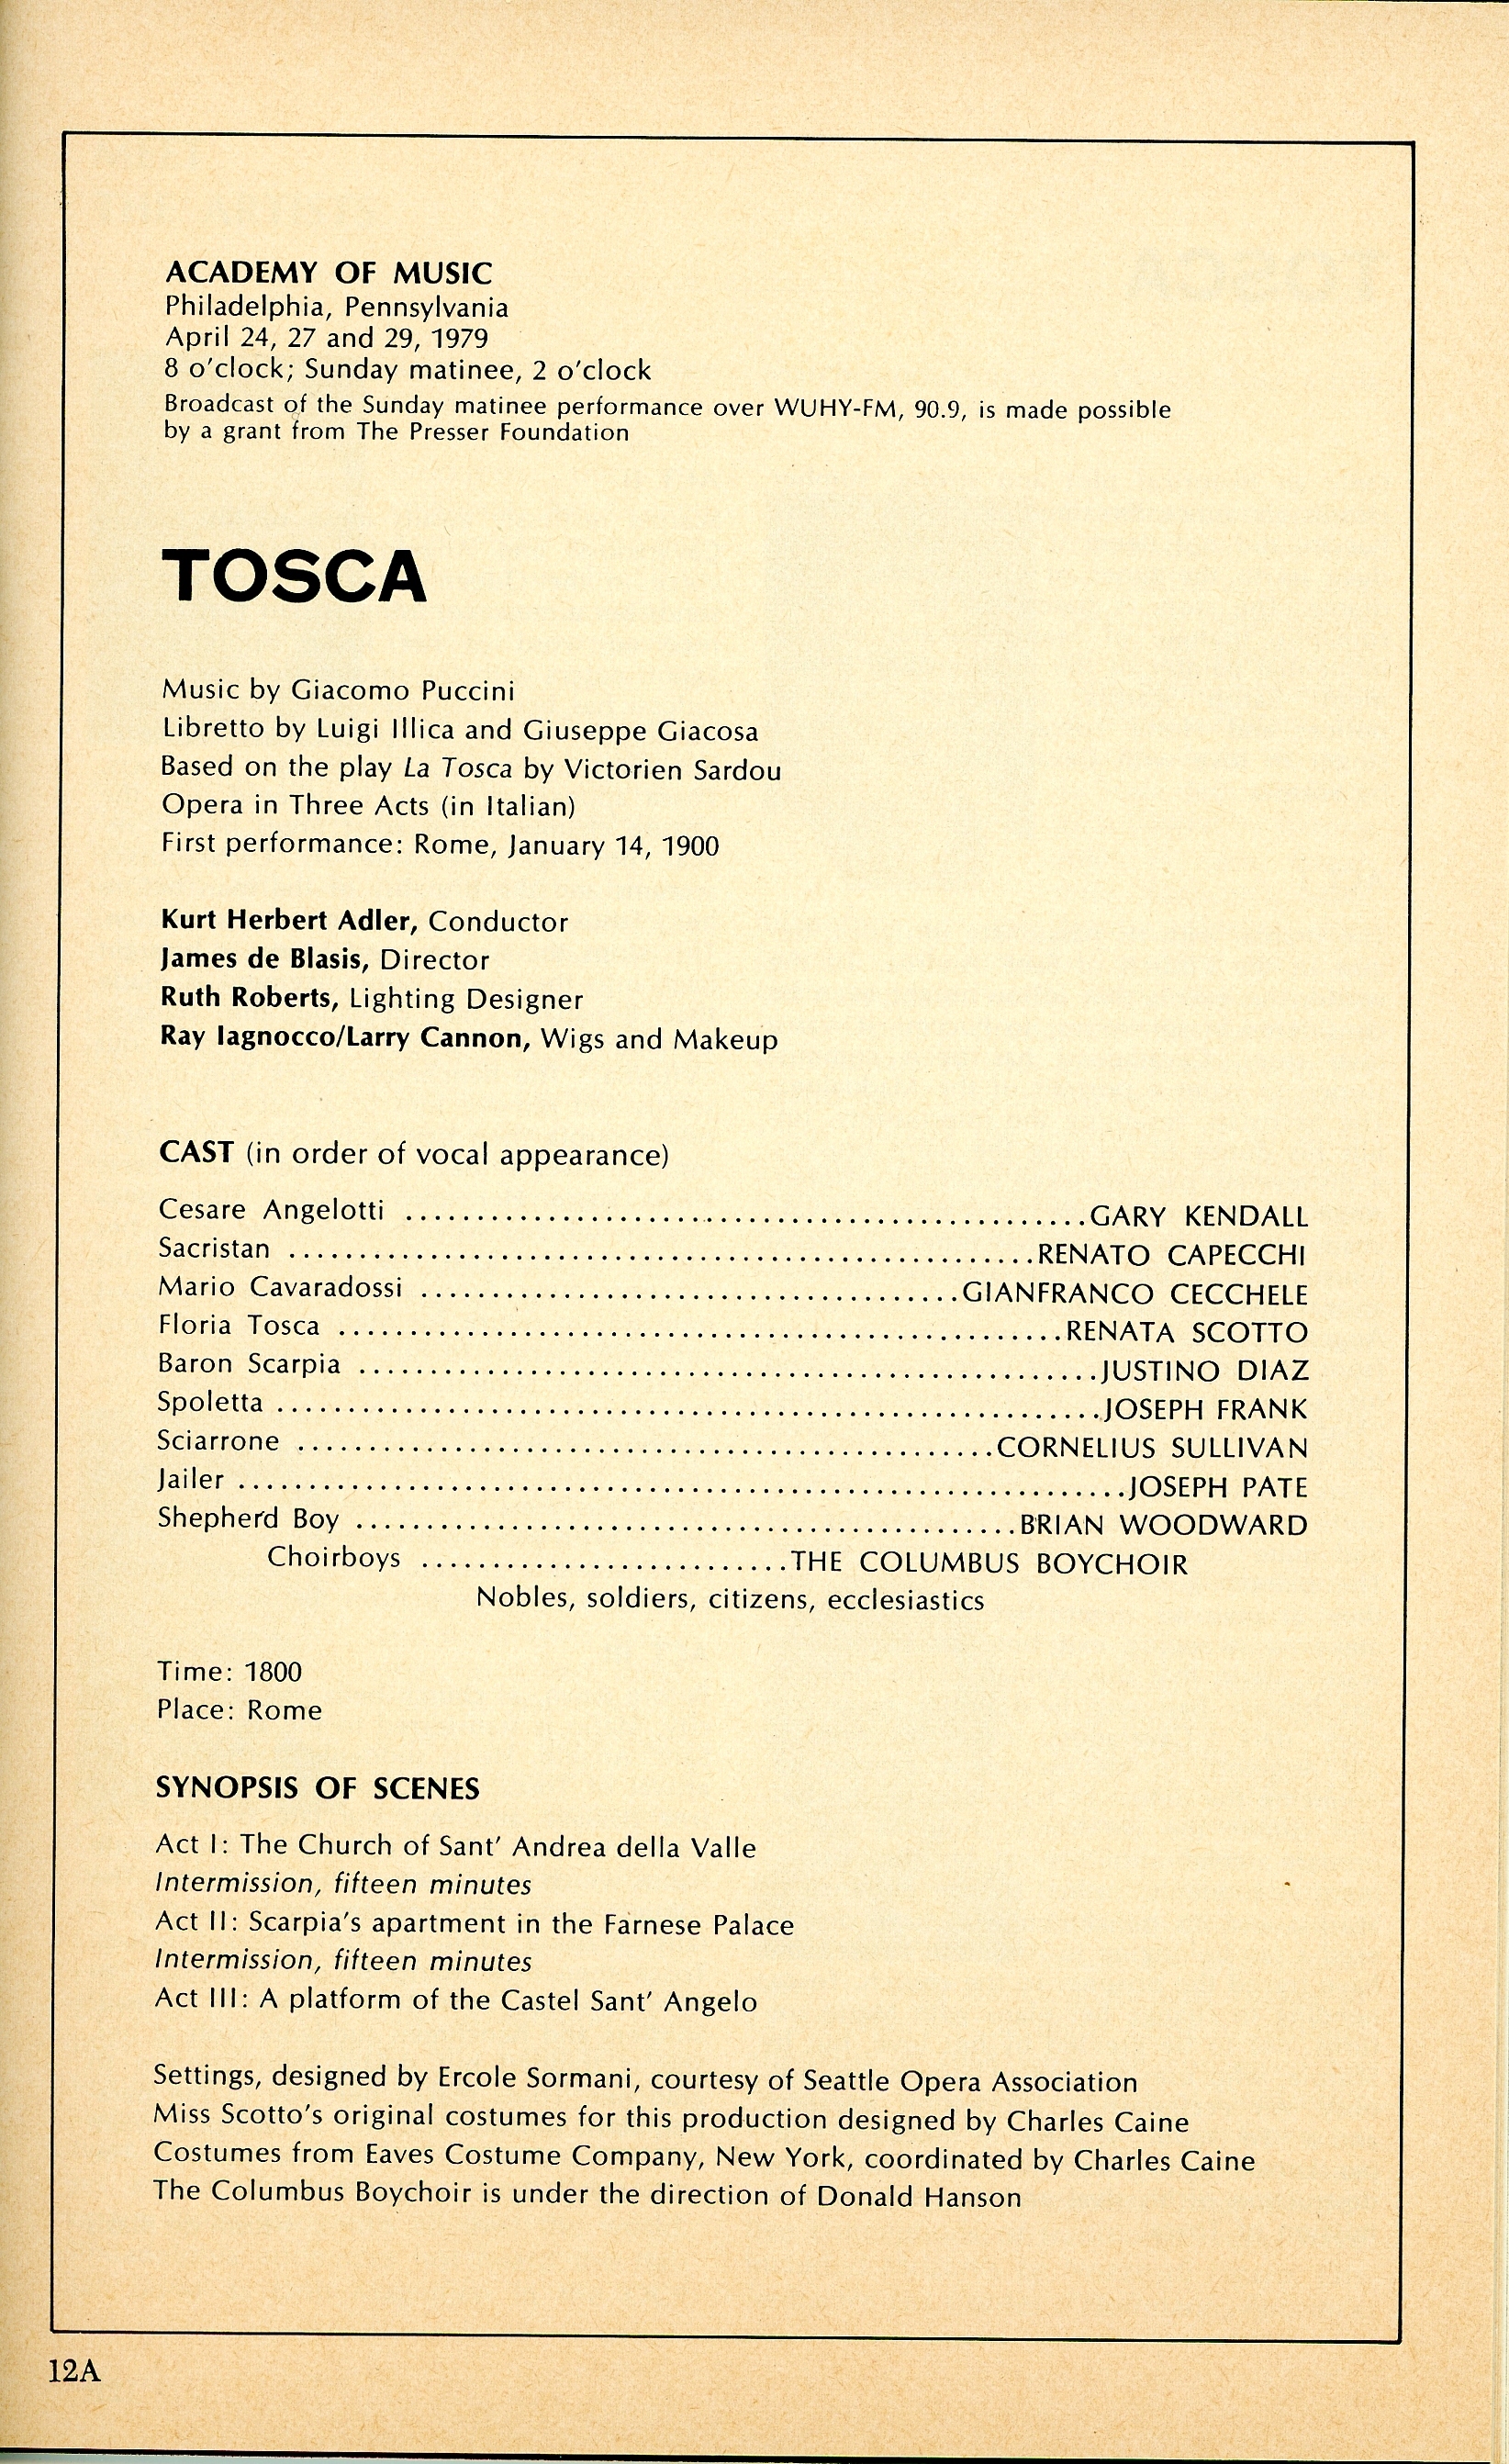 ACADEMY OF MUSIC
Philadelphia, Pennsylvania
April 24, 27 and 29, 1979
8 o'clock; Sunday matinee, 2 o'clock
Broadcast of the Sunday matinee performance over WUHY-FM, 90.9, is made possible
by a grant from The Presser Foundation
TOSCA
Music by Giacomo Puccini
Libretto by Luigi Illica and Giuseppe Giacosa
Based on the play La Tosca by Victorien Sardou
Opera in Three Acts (in Italian)
First performance: Rome, January 14, 1900
Kurt Herbert Adler, Conductor
James de Blasis, Director
Ruth Roberts, Lighting Designer
Ray Iagnocco/Larry Cannon, Wigs and Makeup
CAST (in order of vocal appearance)
Cesare Angelotti ................................................GARY KENDALL
Sacristan .....................................................RENATO CAPECCHI
Mario Cavaradossi ......................................GIANFRANCO CECCHELE
Floria Tosca ...................................................RENATA SCOTTO
Baron Scarpia ....................................................JUSTINO DIAZ
Spoletta ..........................................................JOSEPH FRANK
Sciarrone .................................................CORNELIUS SULLIVAN
Jailer ...............................................................JOSEPH PATE
Shepherd Boy ...............................................BRIAN WOODWARD
Choirboys ..........................THE COLUMBUS BOYCHOIR
Nobles, soldiers, citizens, ecclesiastics
Time: 1800
Place: Rome
SYNOPSIS OF SCENES
Act I: The Church of Sant' Andrea della Valle
Intermission, fifteen minutes
Act II: Scarpia's apartment in the Farnese Palace
Intermission, fifteen minutes
Act III: A platform of the Castel Sant' Angelo
Settings, designed by Ercole Sormani, courtesy of Seattle Opera Association
Miss Scotto's original costumes for this production designed by Charles Caine
Costumes from Eaves Costume Company, New York, coordinated by Charles Caine
The Columbus Boychoir is under the direction of Donald Hanson
12A